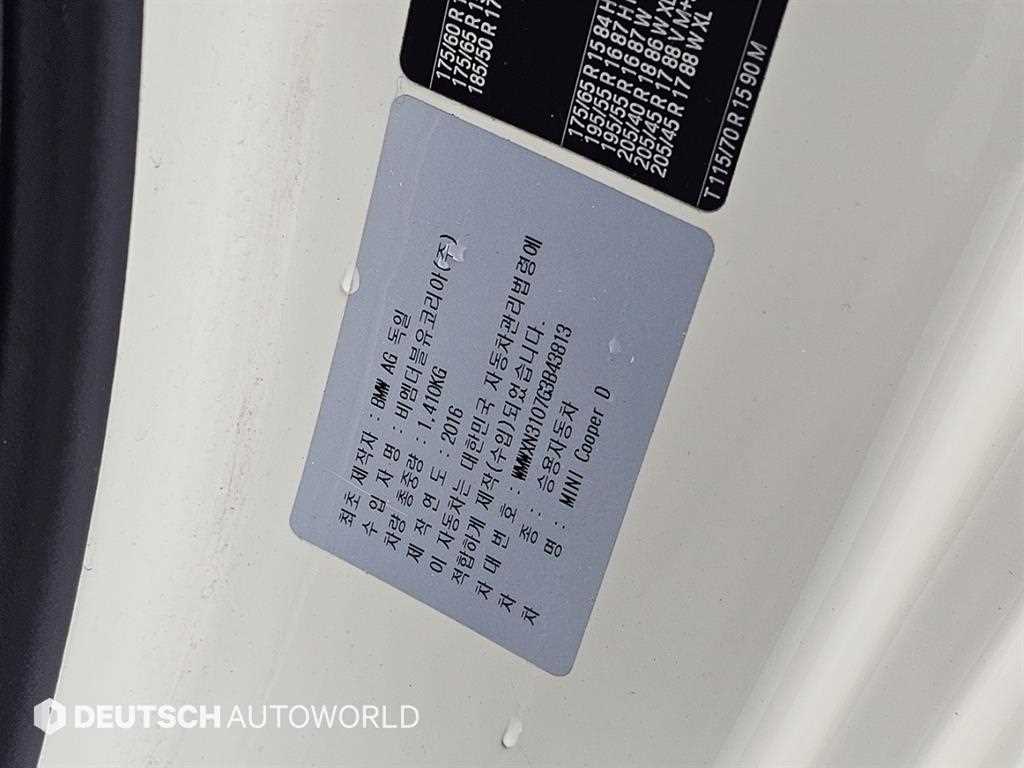 175/60 R 1
175/65 R 1
185/50 R 17
175/65 R 15 84 H
195/55 R 16 87 H
195/55 R 16 87 W
205/40 R 18 86 W XL
205/45 R 17 88 V M+
205/45 R 17 88 W XL
T 115/70 R 15 90 M
최초 제작자 : BMW AG 독일
수 입 자 명 : 비엠더블유코리아(주)
차량 총중량 : 1,410KG
제 작 연 도 : 2016
이 자동차는 대한민국 자동차관리법령에
적합하게 제작(수입)되었습니다.
차 대 번 호 : WMWXN310763B43813
차 종 : 승용자동차
차 명 : MINI Cooper D
DEUTSCH AUTOWORLD